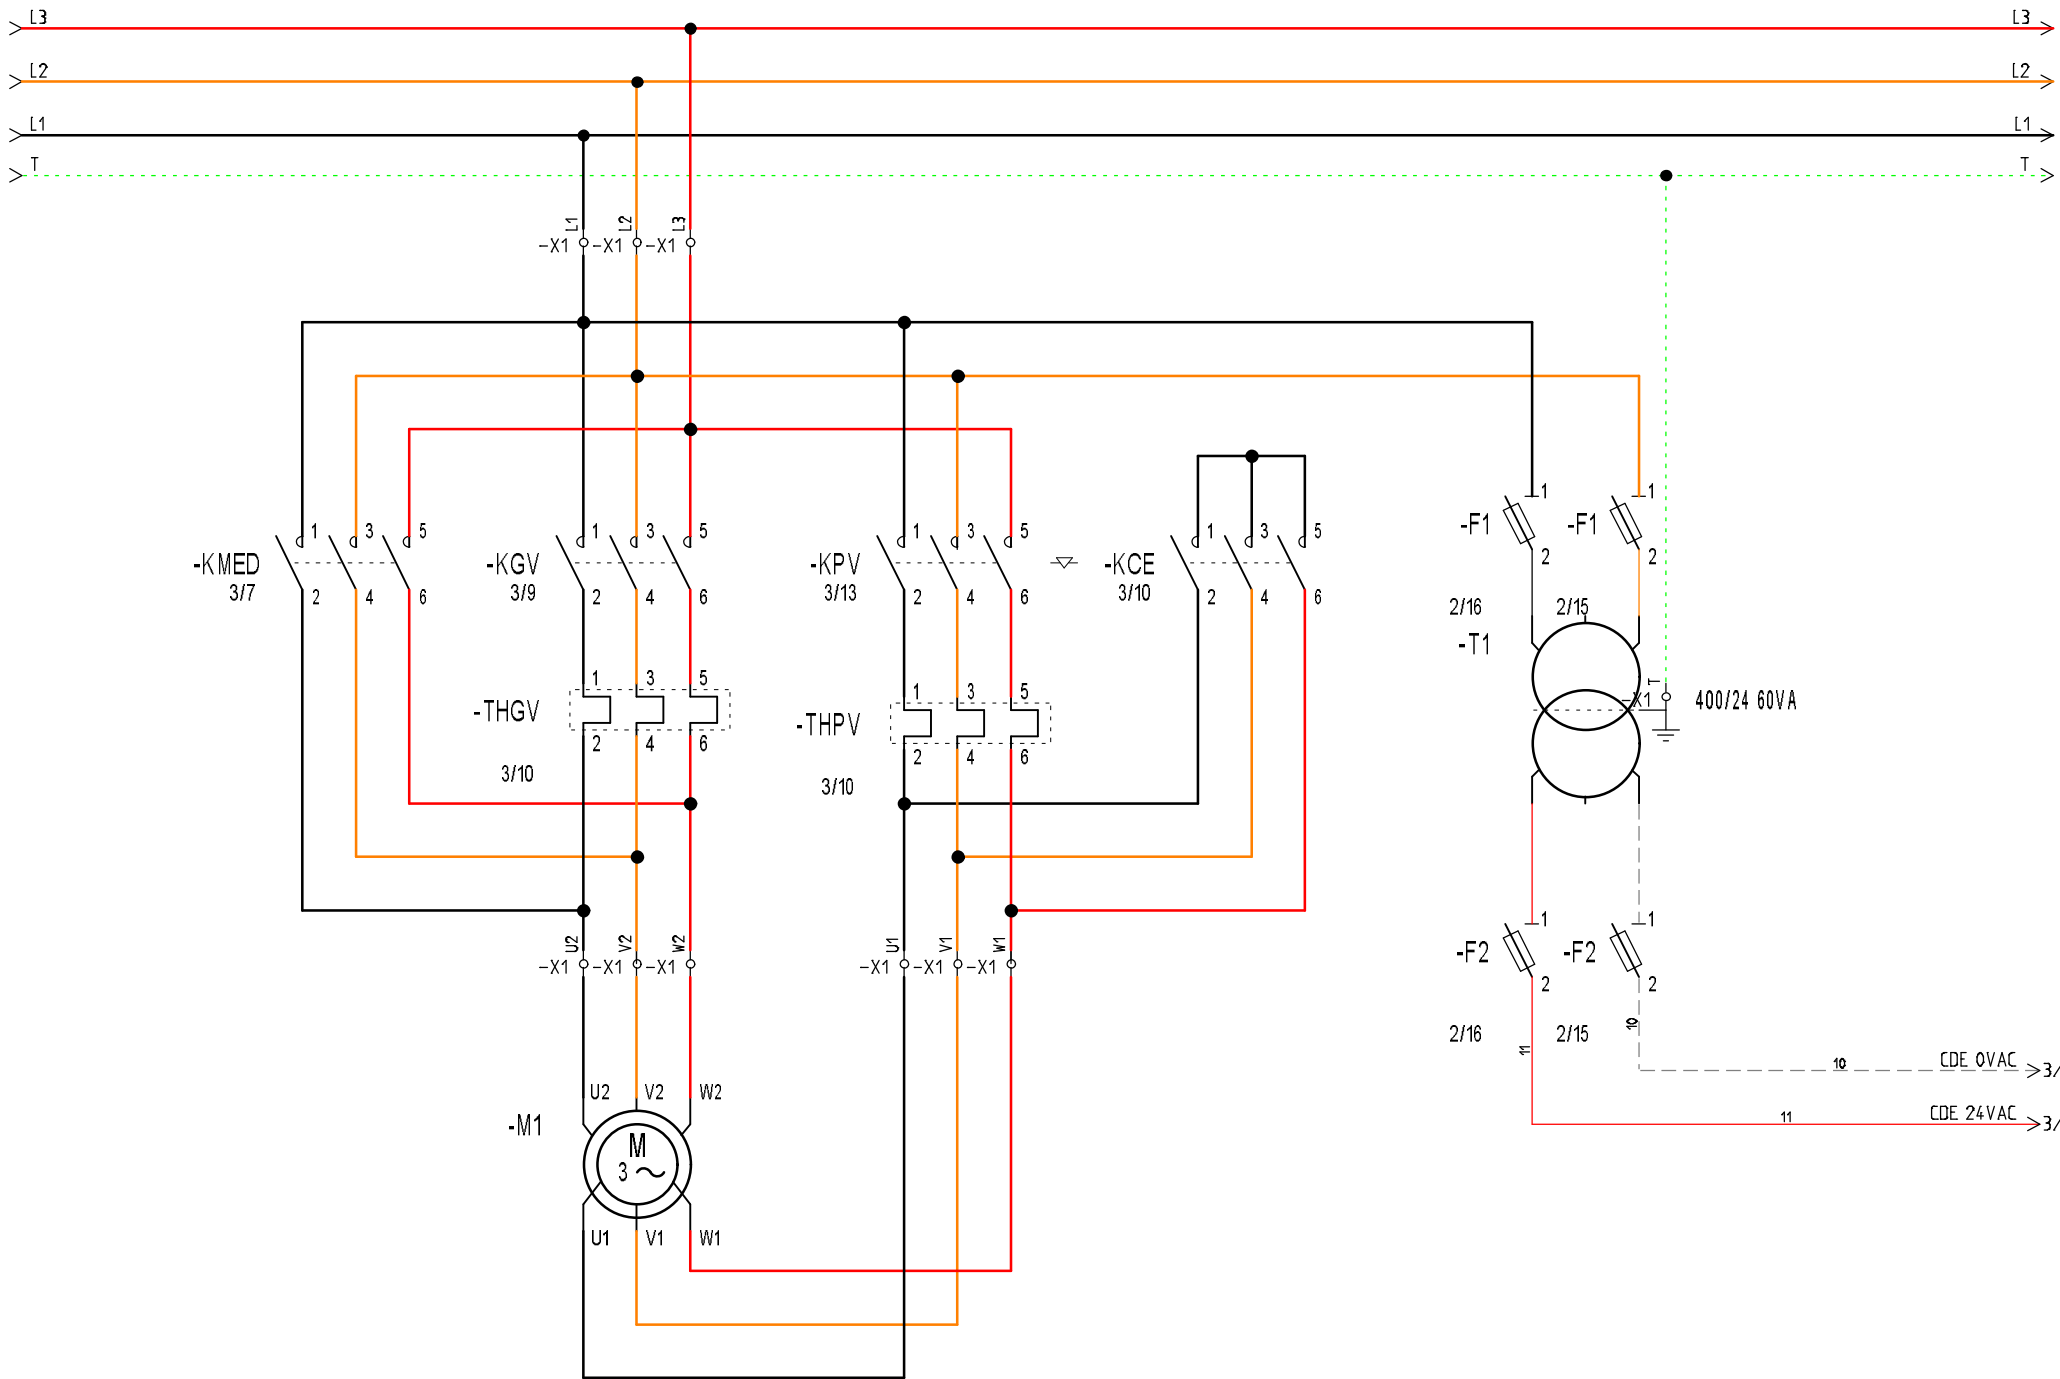 L3 L3
L2 L2
L1 L1
T T
L1 L2 L3
-X1 -X1 -X1
1 1
-F1 -F1
2 2
1 3 5 1 3 5 1 3 5 1 3 5
-KMED -KGV -KPV -KCE
3/7 3/9 3/13 3/10
2 4 6 2 4 6 2 4 6 2 4 6
2/16 2/15
-T1
1 3 5 1 3 5
-THGV -THPV
T
-X1 400/24 60VA
2 4 6 2 4 6
3/10 3/10
1 1
U2 V2 W2 U1 V1 W1
-X1 -X1 -X1 -X1 -X1 -X1
-F2 -F2
2 2
2/16 2/15
11 10
10 CDE 0VAC 3/
11 CDE 24VAC 3/
U2 V2 W2
-M1
M
3
U1 V1 W1